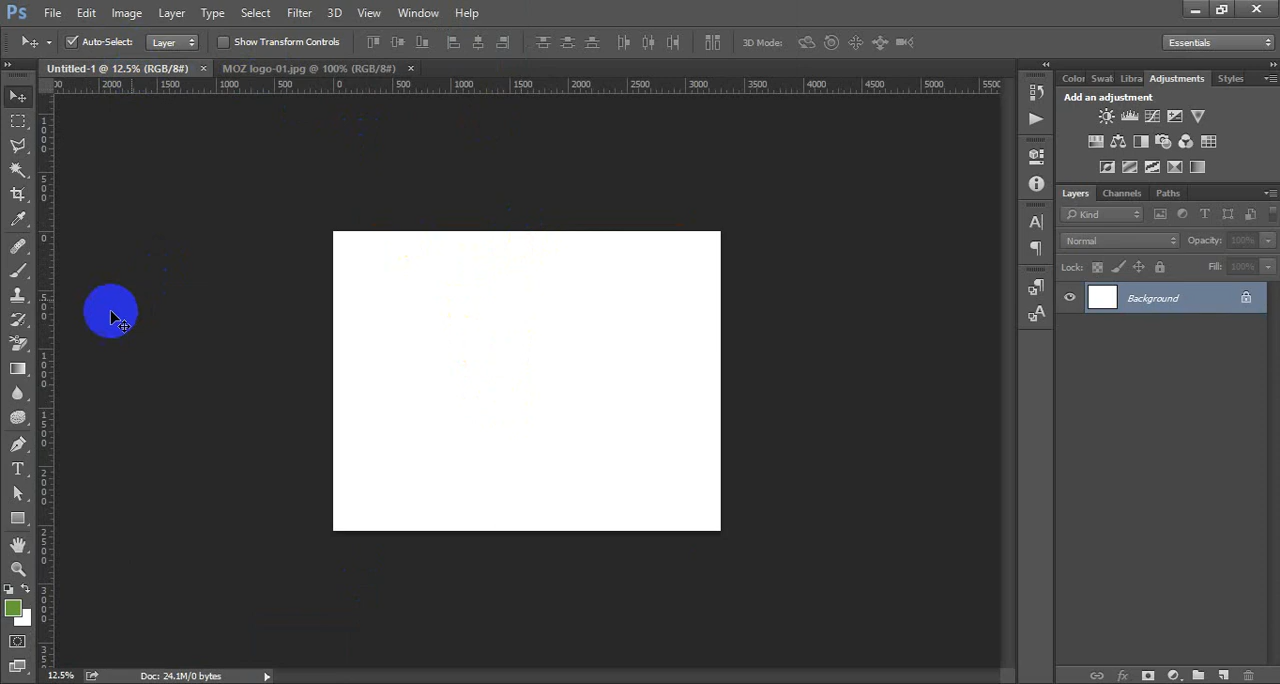 Ps File Edit Image Layer Type Select Filter 3D View Window Help
Auto-Select: Layer Show Transform Controls 3D Mode: Essentials
Untitled-1 @ 12.5% (RGB/8#) × MOZ logo-01.jpg @ 100% (RGB/8#) ×
Color Swat Libra Adjustments Styles
2000 1500 1000 500 0 500 1000 1500 2000 2500 3000 3500 4000 4500 5000 5500
Add an adjustment
Layers Channels Paths
Kind
Normal Opacity: 100%
Lock: Fill: 100%
Background
12.5% Doc: 24.1M/0 bytes